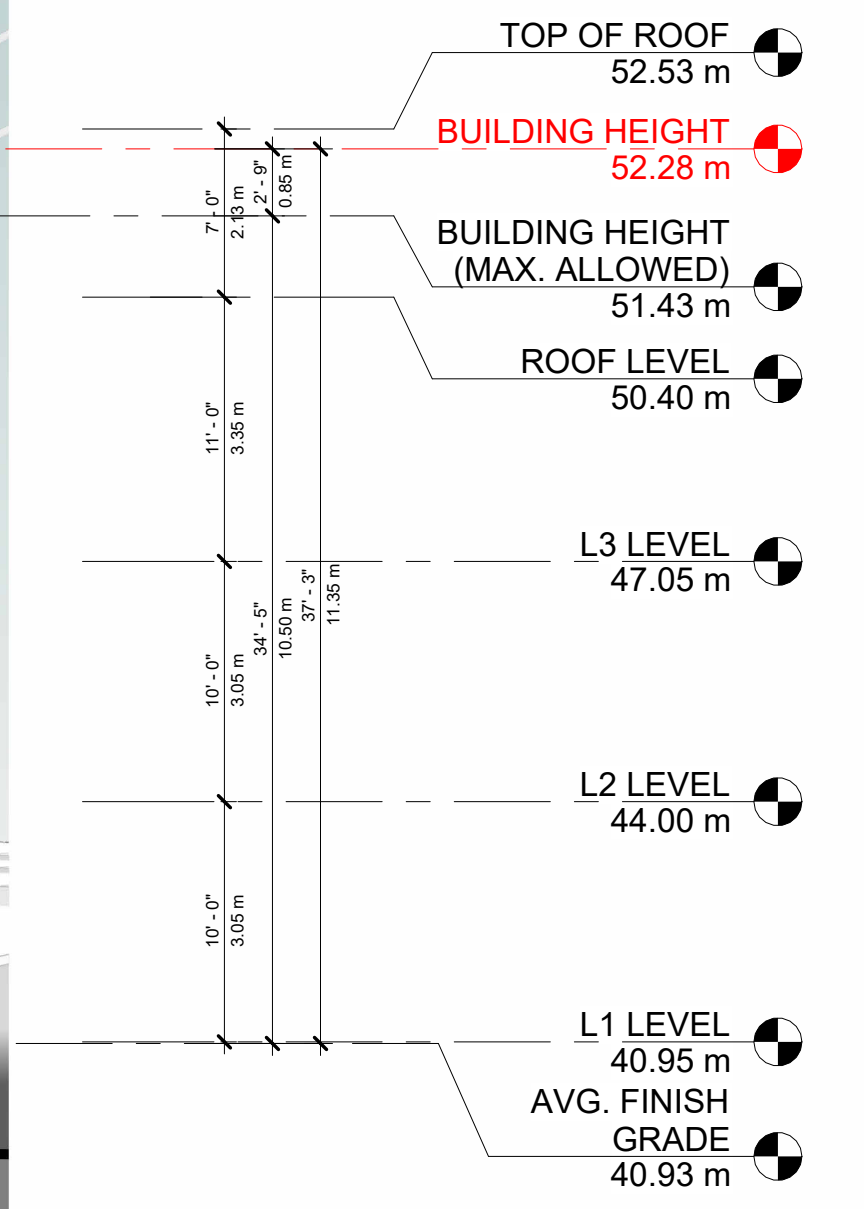 TOP OF ROOF
52.53 m
BUILDING HEIGHT
52.28 m
BUILDING HEIGHT
(MAX. ALLOWED)
51.43 m
ROOF LEVEL
50.40 m
L3 LEVEL
47.05 m
L2 LEVEL
44.00 m
L1 LEVEL
40.95 m
AVG. FINISH
GRADE
40.93 m
7' - 0"
2.13 m
2' - 9"
0.85 m
11' - 0"
3.35 m
10' - 0"
3.05 m
34' - 5"
10.50 m
37' - 3"
11.35 m
10' - 0"
3.05 m